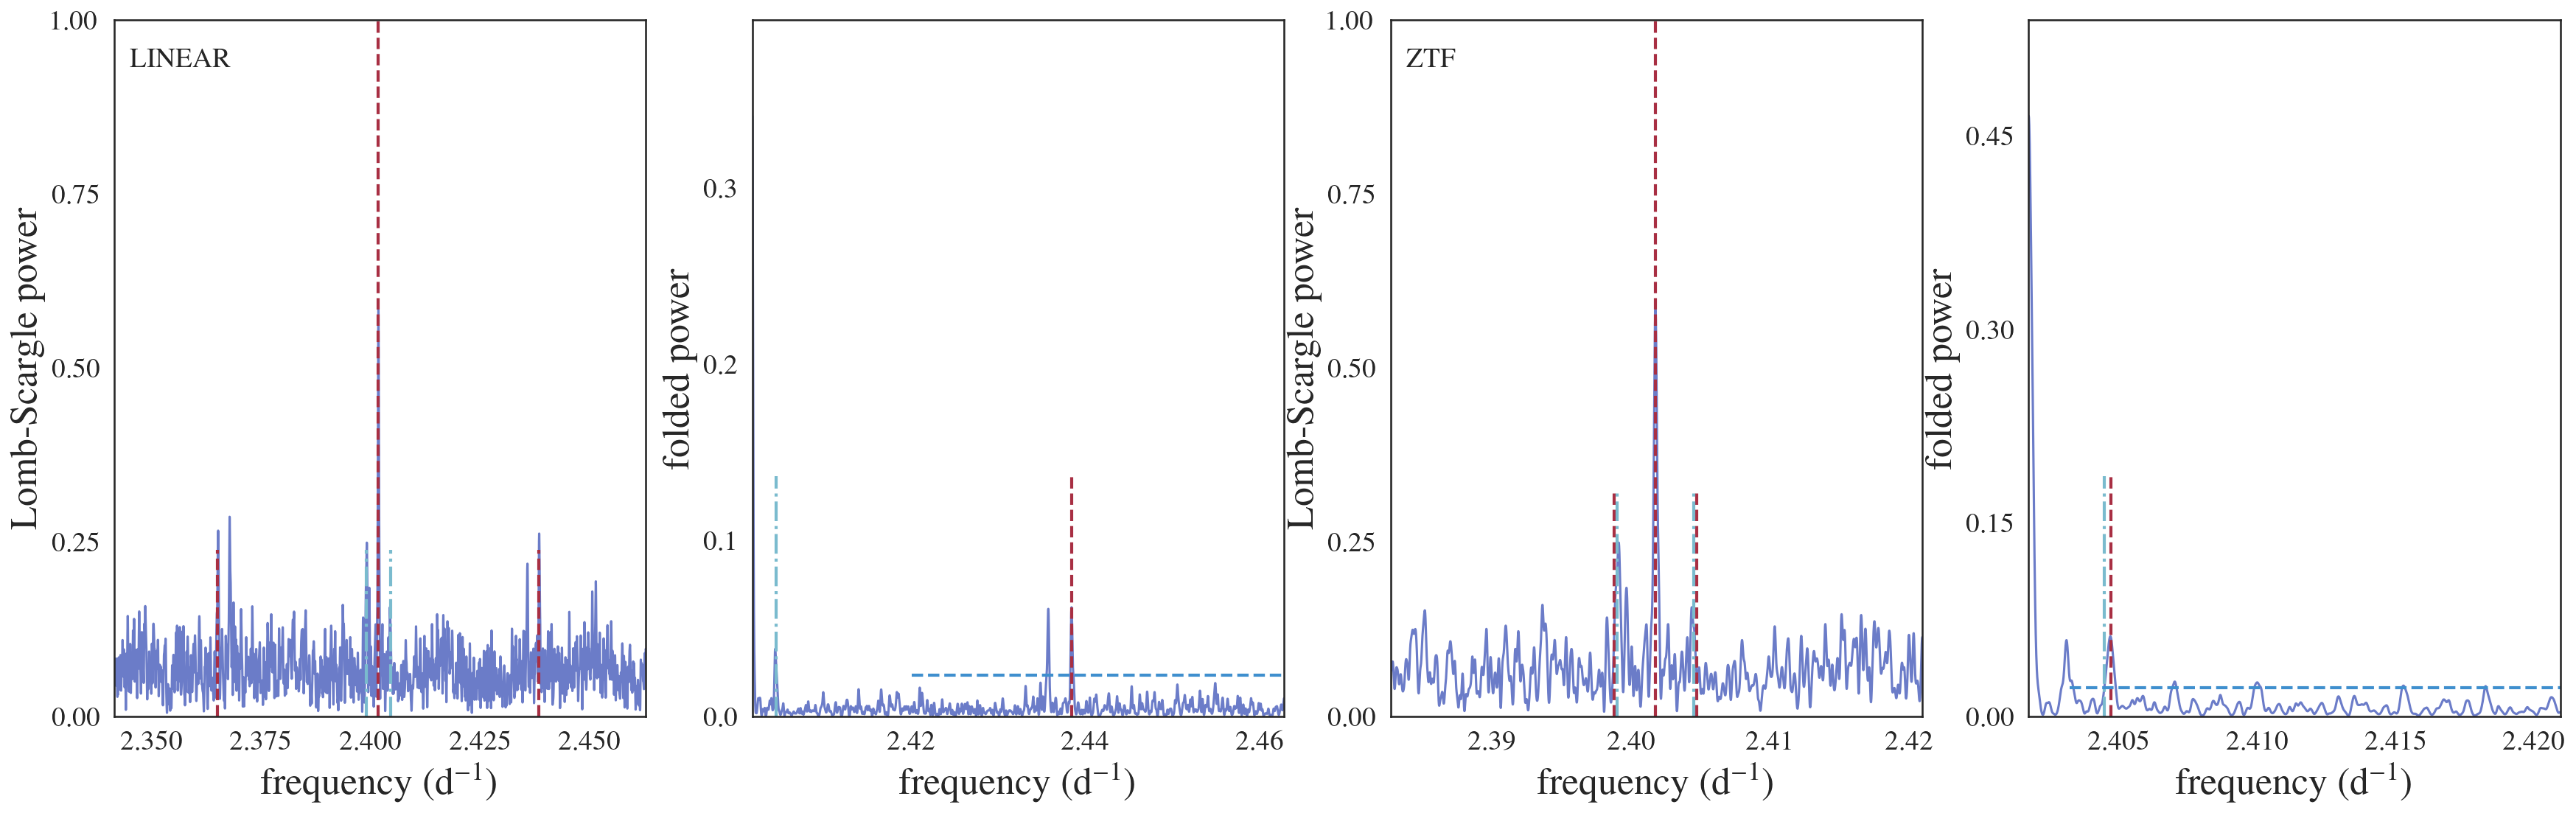 LINEAR
Lomb-Scargle power
1.00
0.75
0.50
0.25
0.00
2.350 2.375 2.400 2.425 2.450
frequency (d⁻¹)
folded power
0.3
0.2
0.1
0.0
2.42 2.44 2.46
frequency (d⁻¹)
ZTF
Lomb-Scargle power
1.00
0.75
0.50
0.25
0.00
2.39 2.40 2.41 2.42
frequency (d⁻¹)
folded power
0.45
0.30
0.15
0.00
2.405 2.410 2.415 2.420
frequency (d⁻¹)